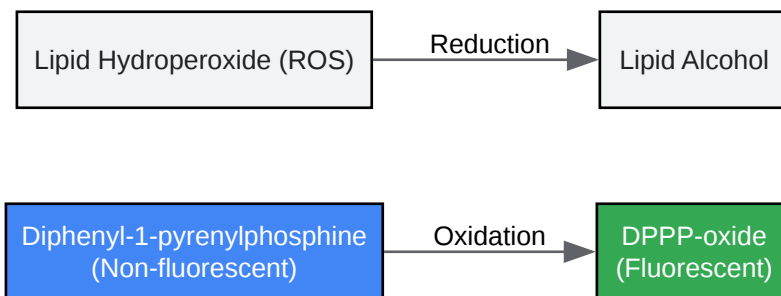 Lipid Hydroperoxide (ROS)
Reduction
Lipid Alcohol
Diphenyl-1-pyrenylphosphine
(Non-fluorescent)
Oxidation
DPPP-oxide
(Fluorescent)